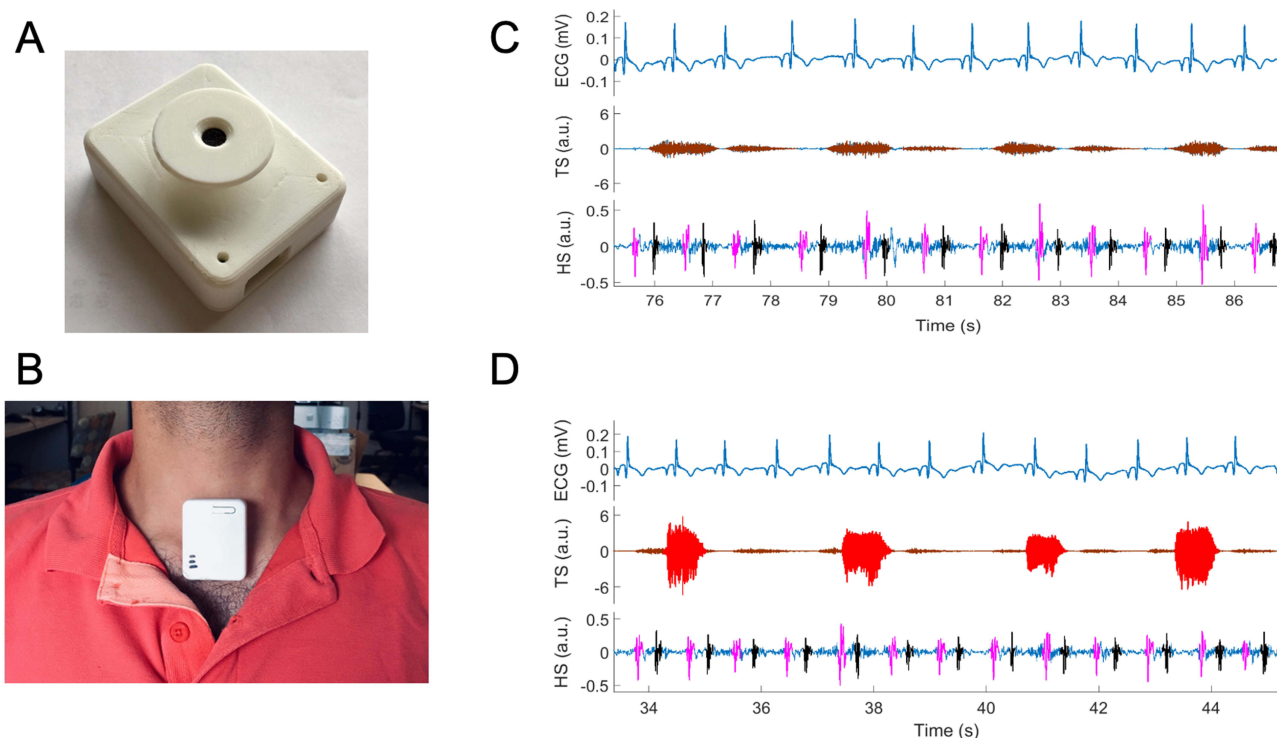 A
B
C
ECG (mV)
0.2
0.1
0
-0.1
TS (a.u.)
6
0
-6
HS (a.u.)
0.5
0
-0.5
76 77 78 79 80 81 82 83 84 85 86
Time (s)
D
ECG (mV)
0.2
0.1
0
-0.1
TS (a.u.)
6
0
-6
HS (a.u.)
0.5
0
-0.5
34 36 38 40 42 44
Time (s)